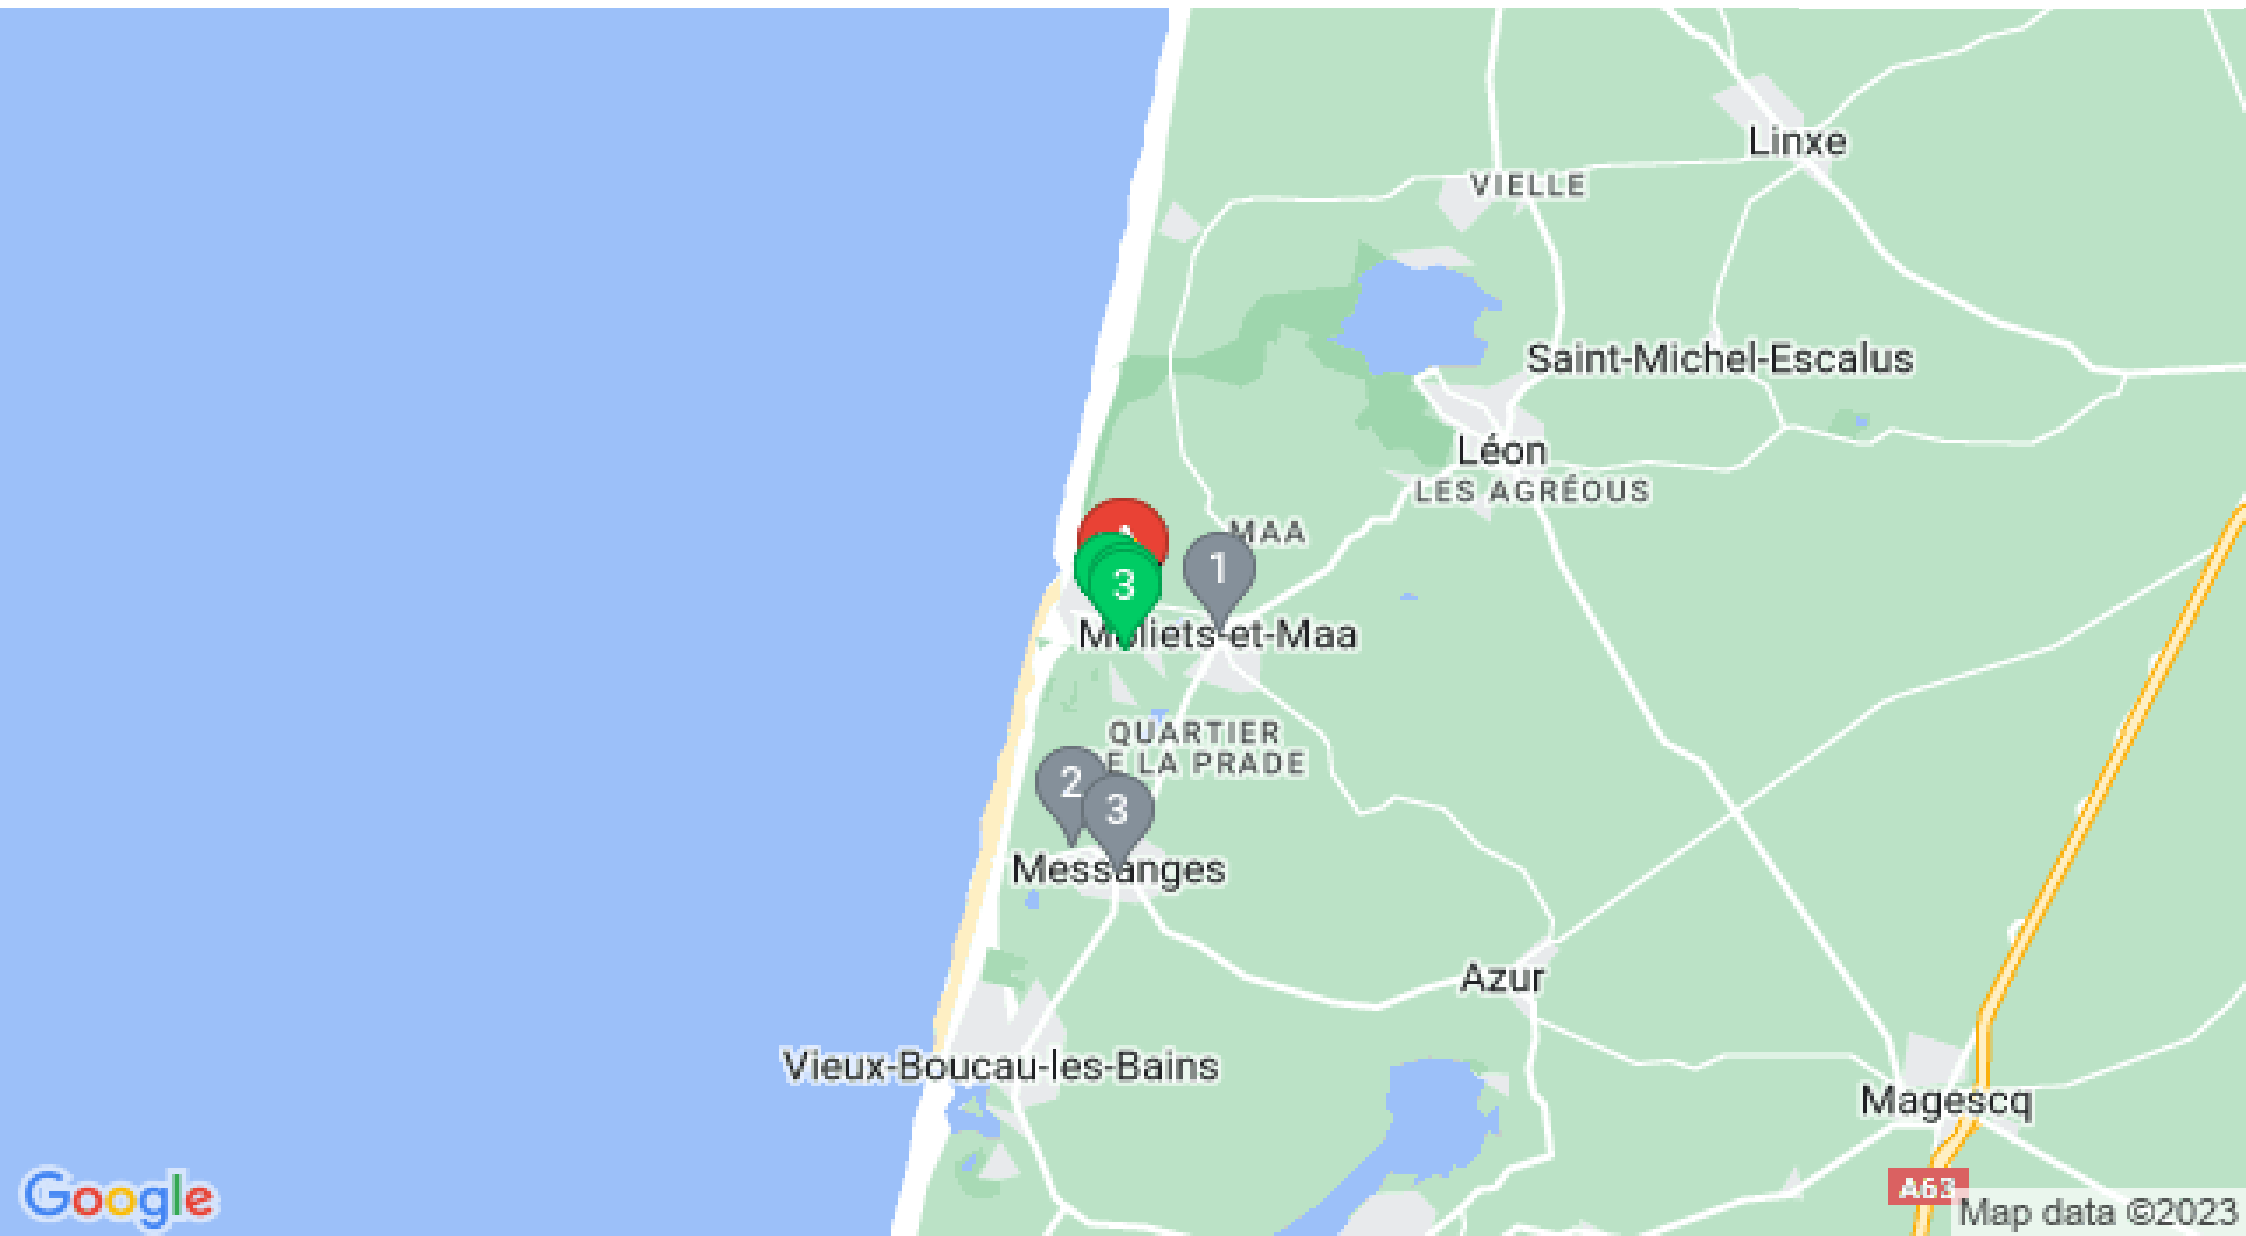 Linxe
VIELLE
Saint-Michel-Escalus
Léon
LES AGRÉOUS
MAA
1
3
Moliets-et-Maa
QUARTIER
E LA PRADE
2
3
Messanges
Azur
Vieux-Boucau-les-Bains
Magescq
A63
Google
Map data ©2023